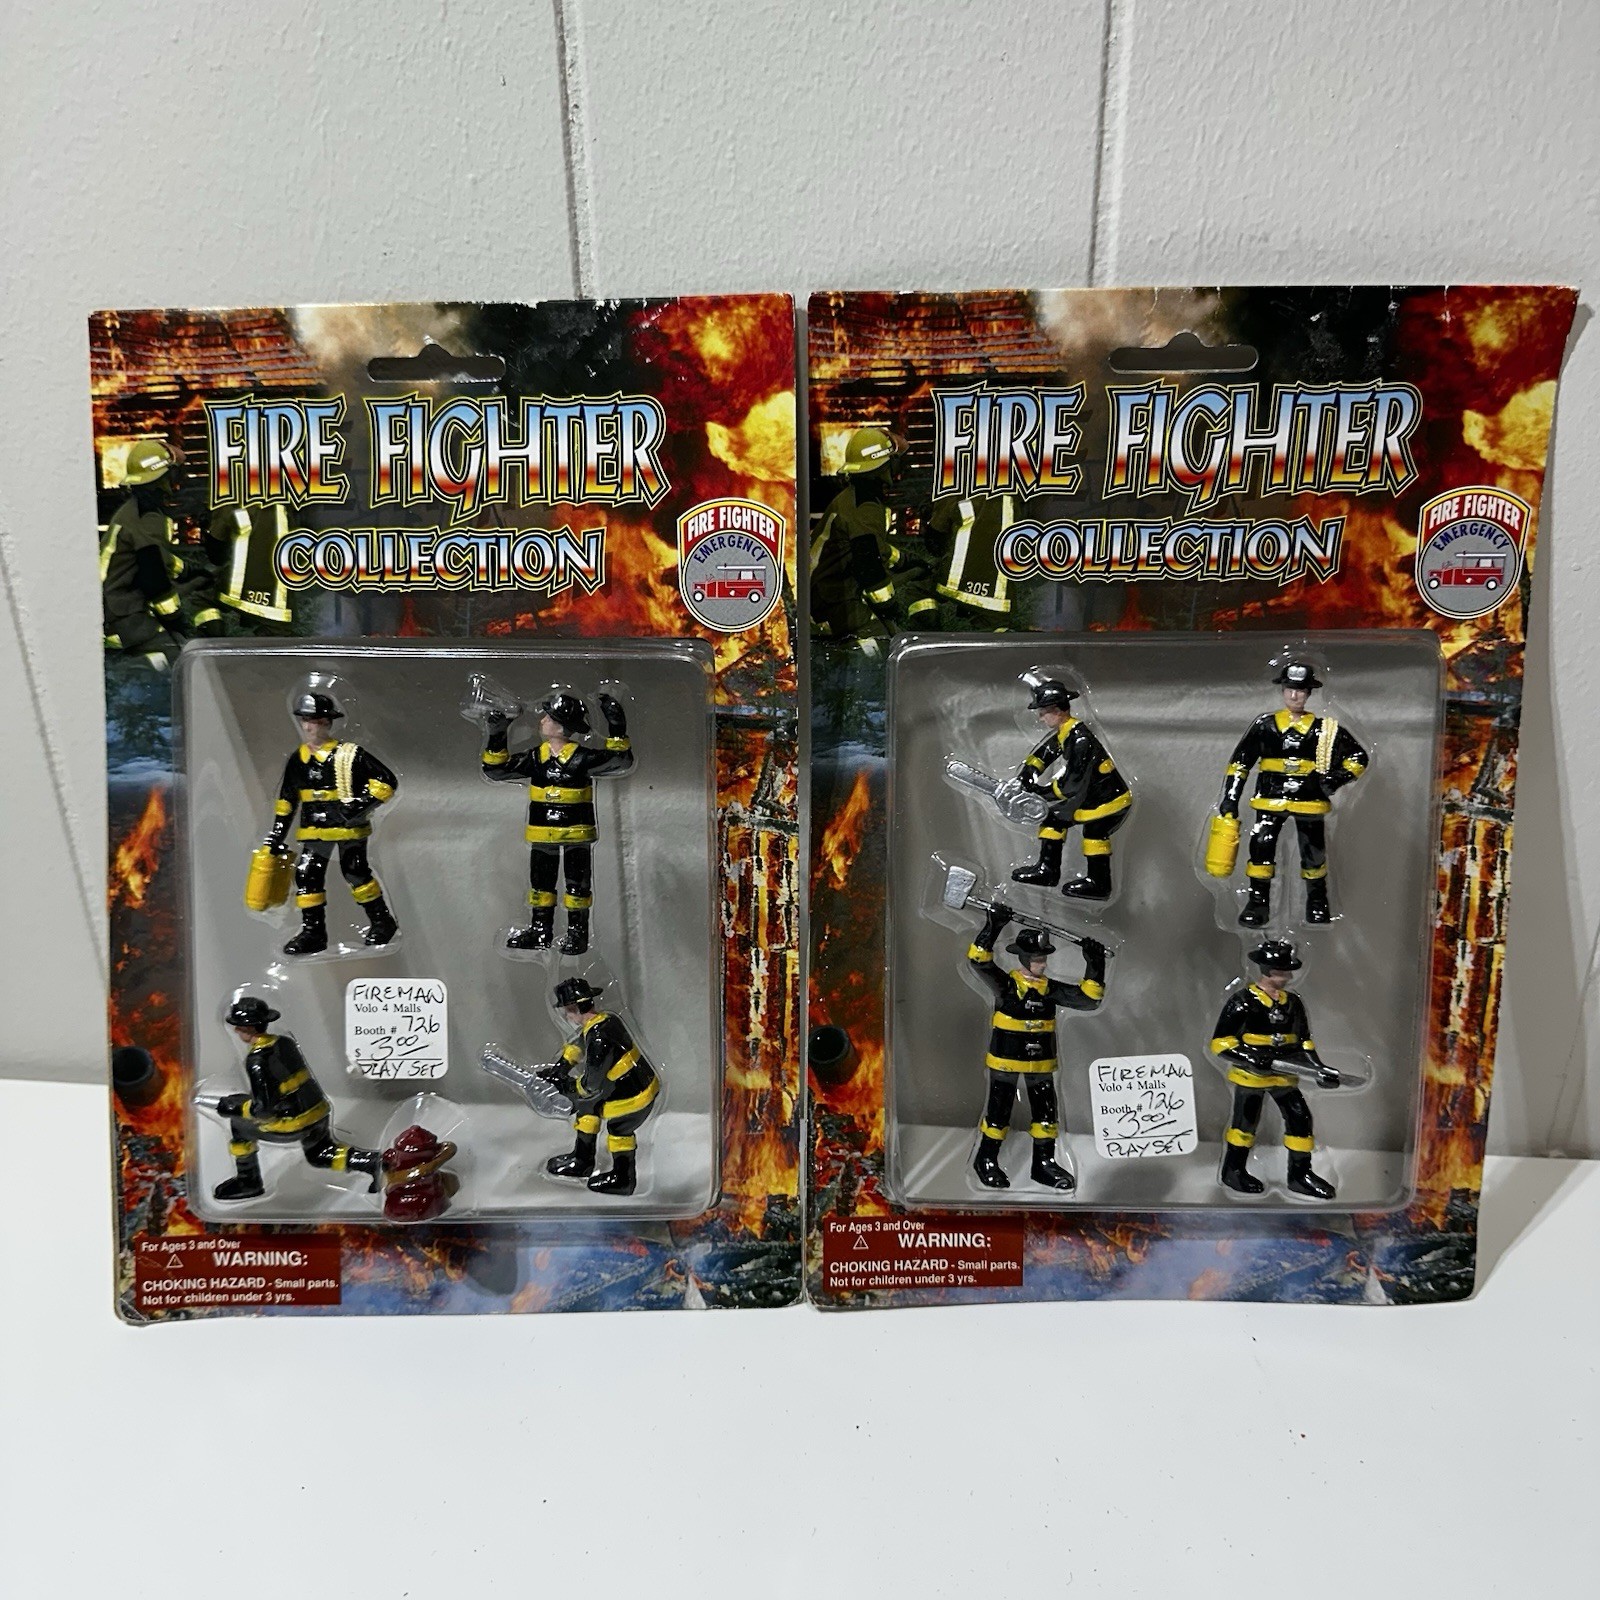 FIRE FIGHTER
COLLECTION
305
FIRE FIGHTER
EMERGENCY
FIREMAN
Volo 4 Malls
Booth # 726
$ 3.00
PLAY SET
For Ages 3 and Over
WARNING:
CHOKING HAZARD - Small parts.
Not for children under 3 yrs.
FIRE FIGHTER
COLLECTION
305
FIRE FIGHTER
EMERGENCY
FIREMAN
Volo 4 Malls
Booth # 726
$ 3.00
PLAY SET
For Ages 3 and Over
WARNING:
CHOKING HAZARD - Small parts.
Not for children under 3 yrs.